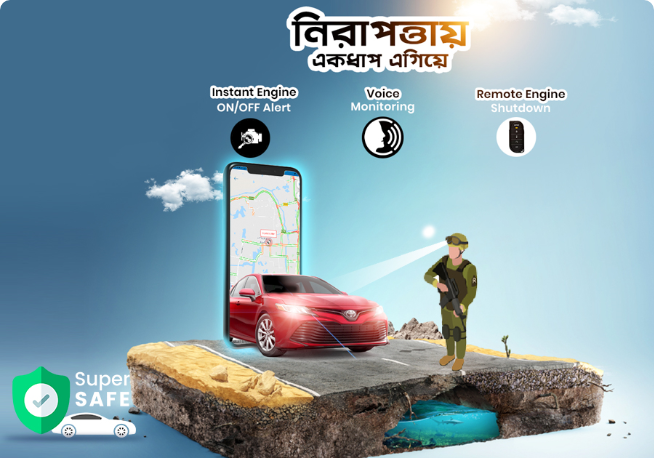 নিরাপত্তায়
একধাপ এগিয়ে
Instant Engine
ON/OFF Alert
Voice
Monitoring
Remote Engine
Shutdown
Super
SAFE